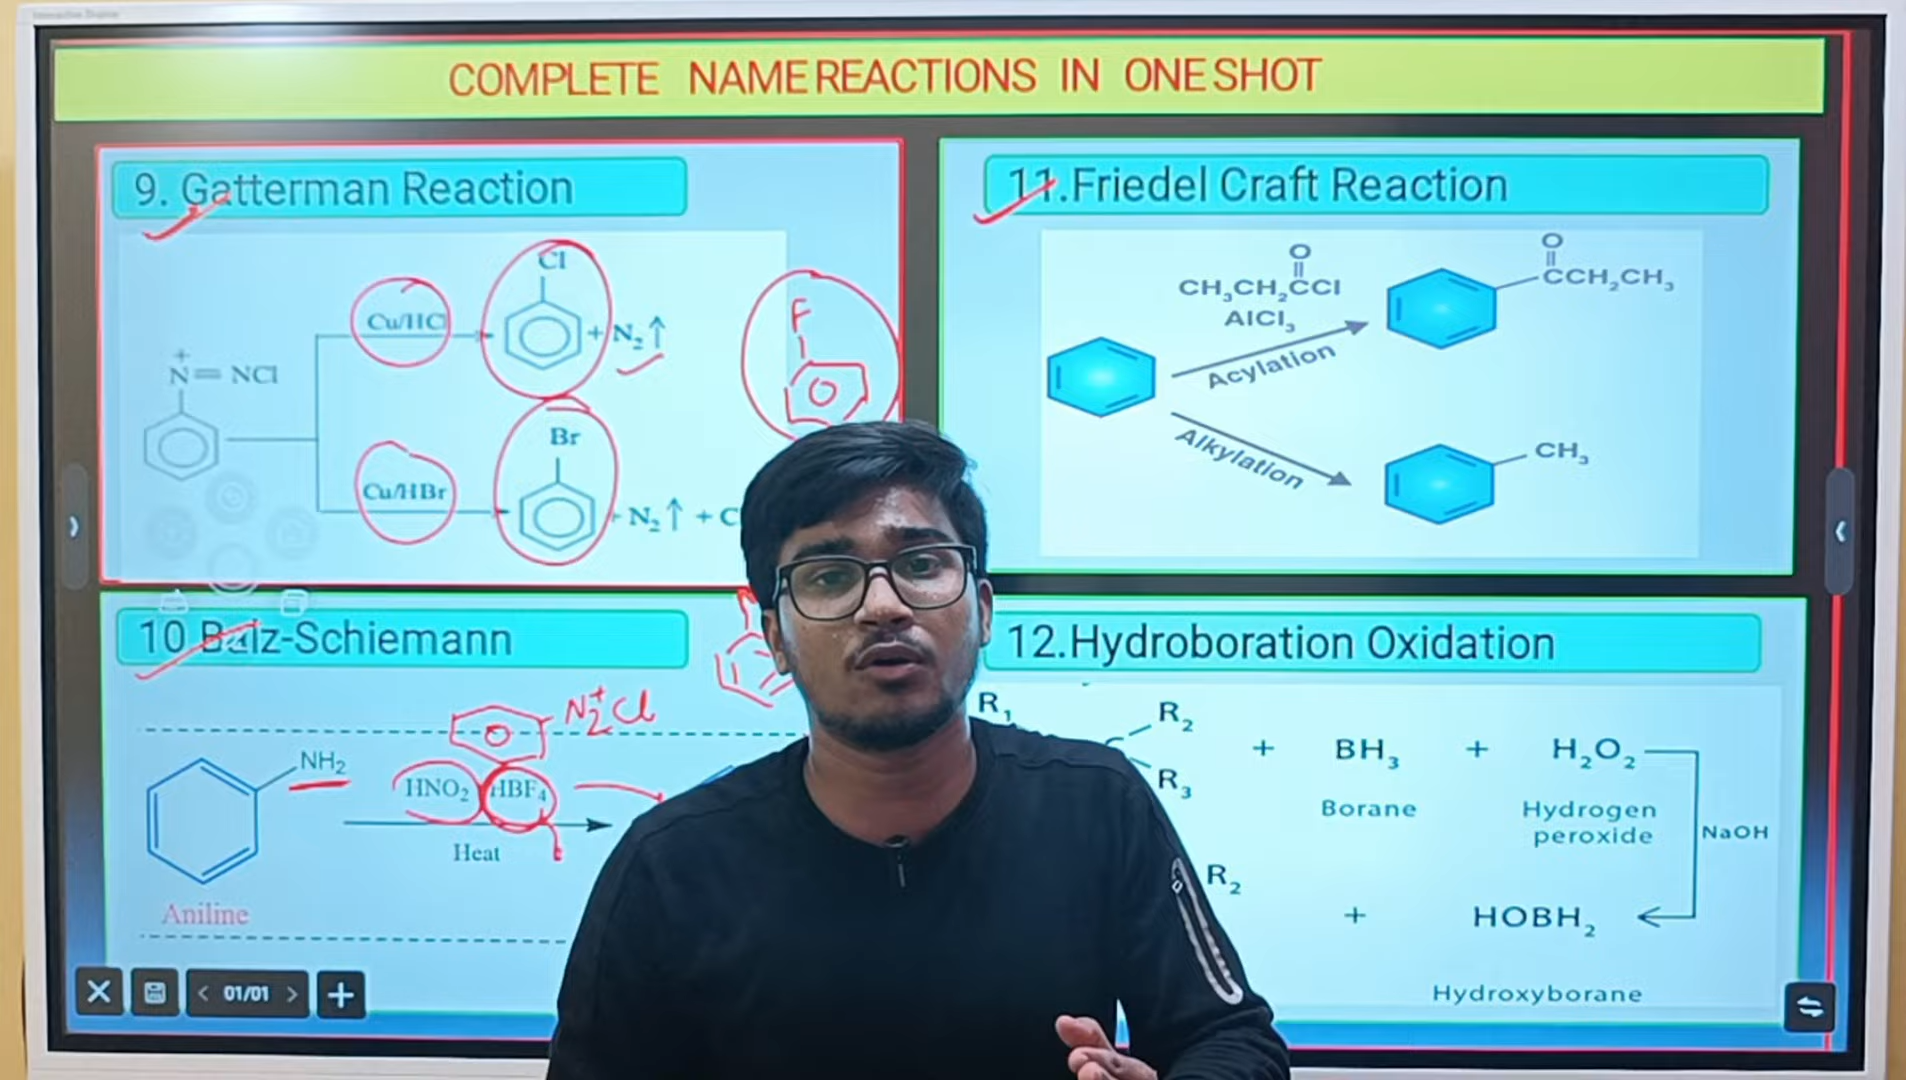 COMPLETE NAME REACTIONS IN ONE SHOT
9. Gatterman Reaction
Cl
Cu/HCl
+ N₂↑
+
N = NCl
F
Br
Cu/HBr
+ N₂↑ + C
11.Friedel Craft Reaction
O
CH₃CH₂CCl
AlCl₃
Acylation
O
CCH₂CH₃
Alkylation
CH₃
10 Balz-Schiemann
N₂⁺Cl
NH₂
HNO₂ HBF₄
Heat
Aniline
12.Hydroboration Oxidation
R₁
C
R₂
R₃
+ BH₃ + H₂O₂
Borane
Hydrogen
peroxide
NaOH
R₂
+ HOBH₂
Hydroxyborane
01/01